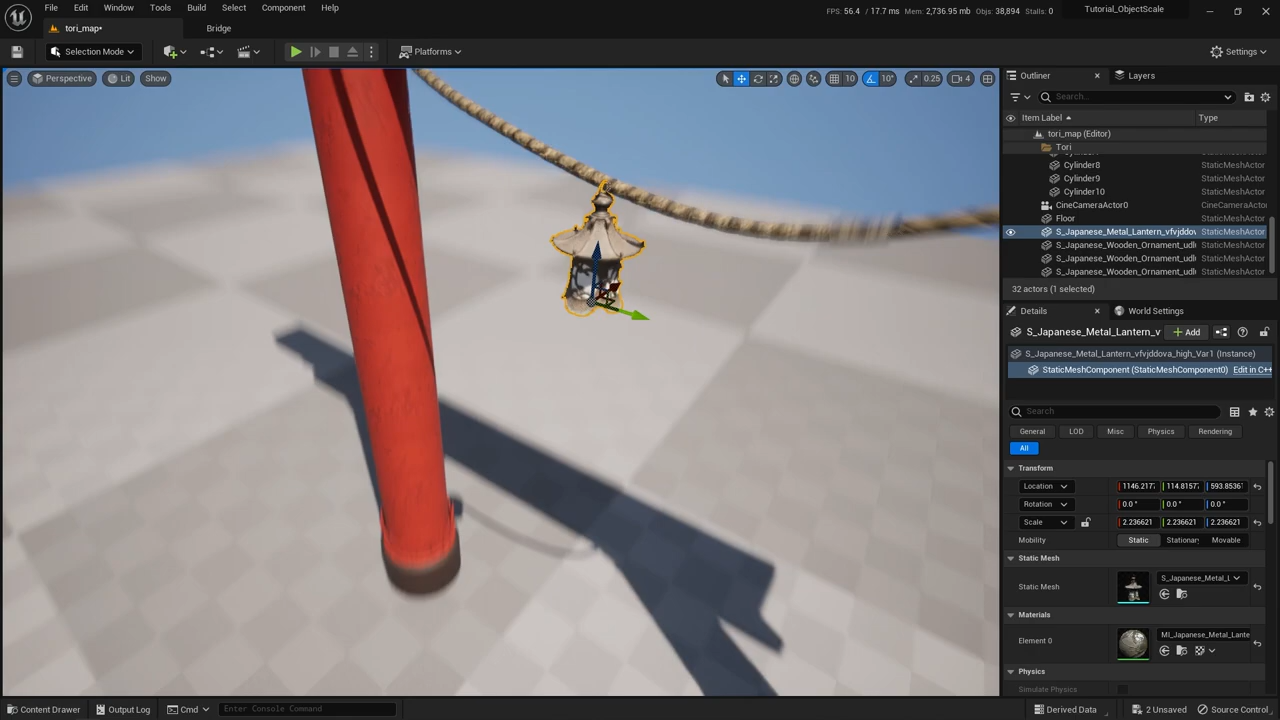 File Edit Window Tools Build Select Component Help
FPS: 56.4 / 17.7 ms Mem: 2,736.95 mb Objs: 38,894 Stalls: 0
Tutorial_ObjectScale
tori_map*
Bridge
Selection Mode
Platforms
Settings
Perspective
Lit
Show
10
10°
0.25
4
Outliner
Layers
Search...
Item Label
Type
tori_map (Editor)
Tori
Cylinder8 StaticMeshActor
Cylinder9 StaticMeshActor
Cylinder10 StaticMeshActor
CineCameraActor0 CineCameraActor
Floor StaticMeshActor
S_Japanese_Metal_Lantern_vfvjddov StaticMeshActor
S_Japanese_Wooden_Ornament_udl StaticMeshActor
S_Japanese_Wooden_Ornament_udl StaticMeshActor
S_Japanese_Wooden_Ornament_udl StaticMeshActor
32 actors (1 selected)
Details
World Settings
S_Japanese_Metal_Lantern_v
Add
S_Japanese_Metal_Lantern_vfvjddova_high_Var1 (Instance)
StaticMeshComponent (StaticMeshComponent0) Edit in C++
Search
General LOD Misc Physics Rendering
All
Transform
Location 1146.217 114.8157 593.8536
Rotation 0.0 ° 0.0 ° 0.0 °
Scale 2.236621 2.236621 2.236621
Mobility Static Stationary Movable
Static Mesh
Static Mesh S_Japanese_Metal_L
Materials
Element 0 MI_Japanese_Metal_Lante
Physics
Simulate Physics
Content Drawer
Output Log
Cmd
Enter Console Command
Derived Data
2 Unsaved
Source Control